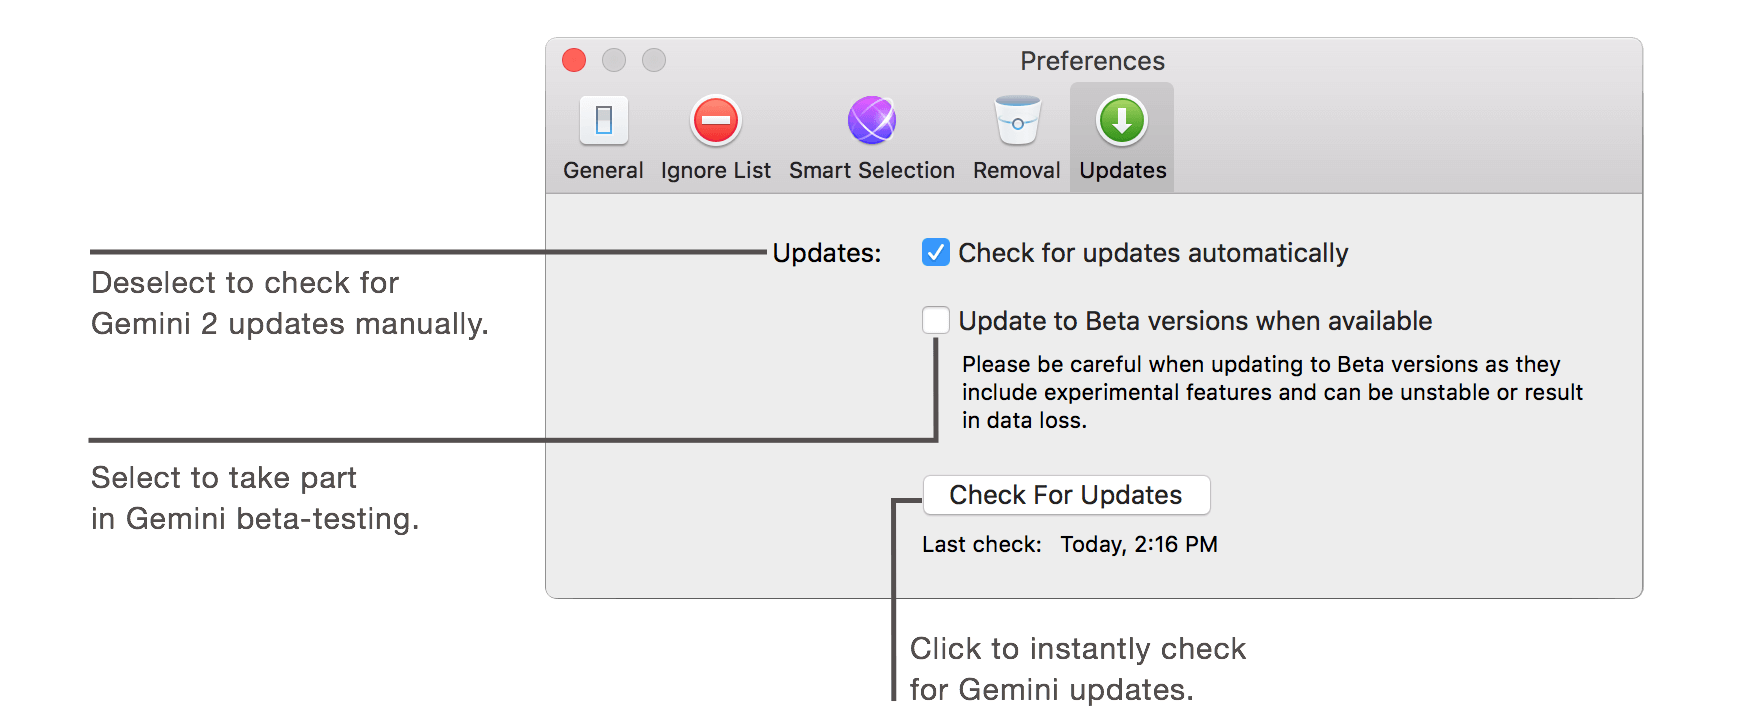 Preferences
General Ignore List Smart Selection Removal Updates
Updates: Check for updates automatically
Deselect to check for
Gemini 2 updates manually.
Update to Beta versions when available
Please be careful when updating to Beta versions as they
include experimental features and can be unstable or result
in data loss.
Select to take part
in Gemini beta-testing.
Check For Updates
Last check: Today, 2:16 PM
Click to instantly check
for Gemini updates.